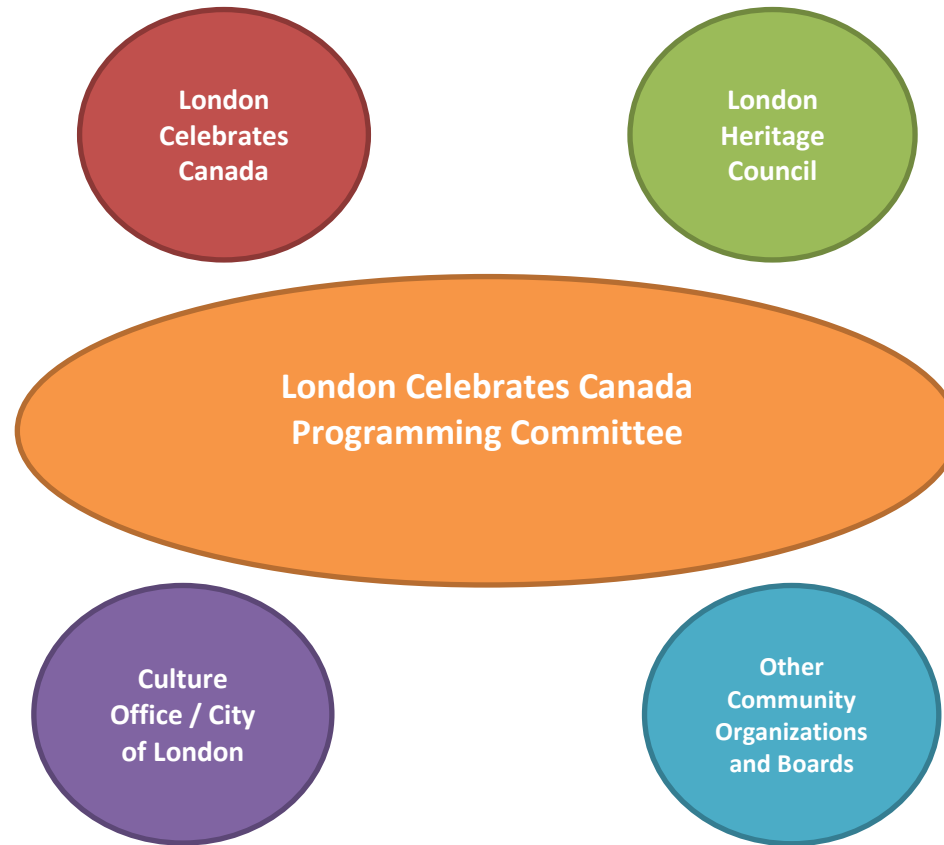 London
Celebrates
Canada
London
Heritage
Council
London Celebrates Canada
Programming Committee
Culture
Office / City
of London
Other
Community
Organizations
and Boards